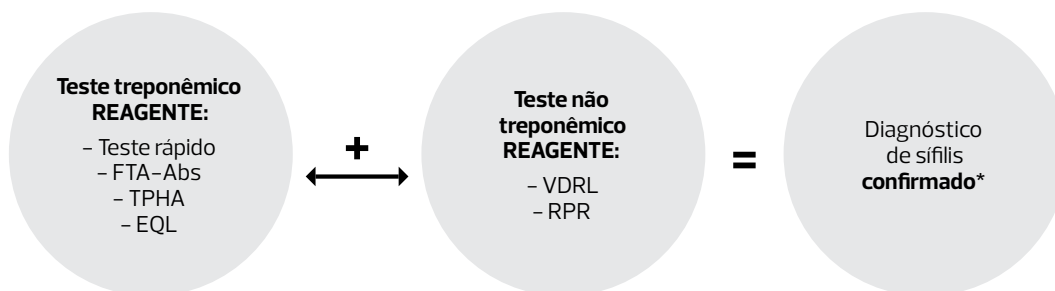 Teste treponêmico
REAGENTE:
– Teste rápido
– FTA-Abs
– TPHA
– EQL
+
Teste não
treponêmico
REAGENTE:
– VDRL
– RPR
=
Diagnóstico
de sífilis
confirmado*